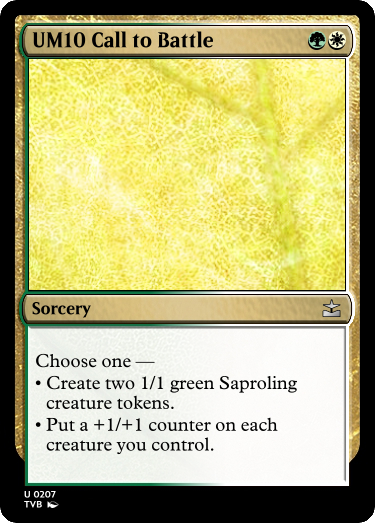 UM10 Call to Battle
Sorcery
Choose one —
• Create two 1/1 green Saproling
creature tokens.
• Put a +1/+1 counter on each
creature you control.
U 0207
TVB